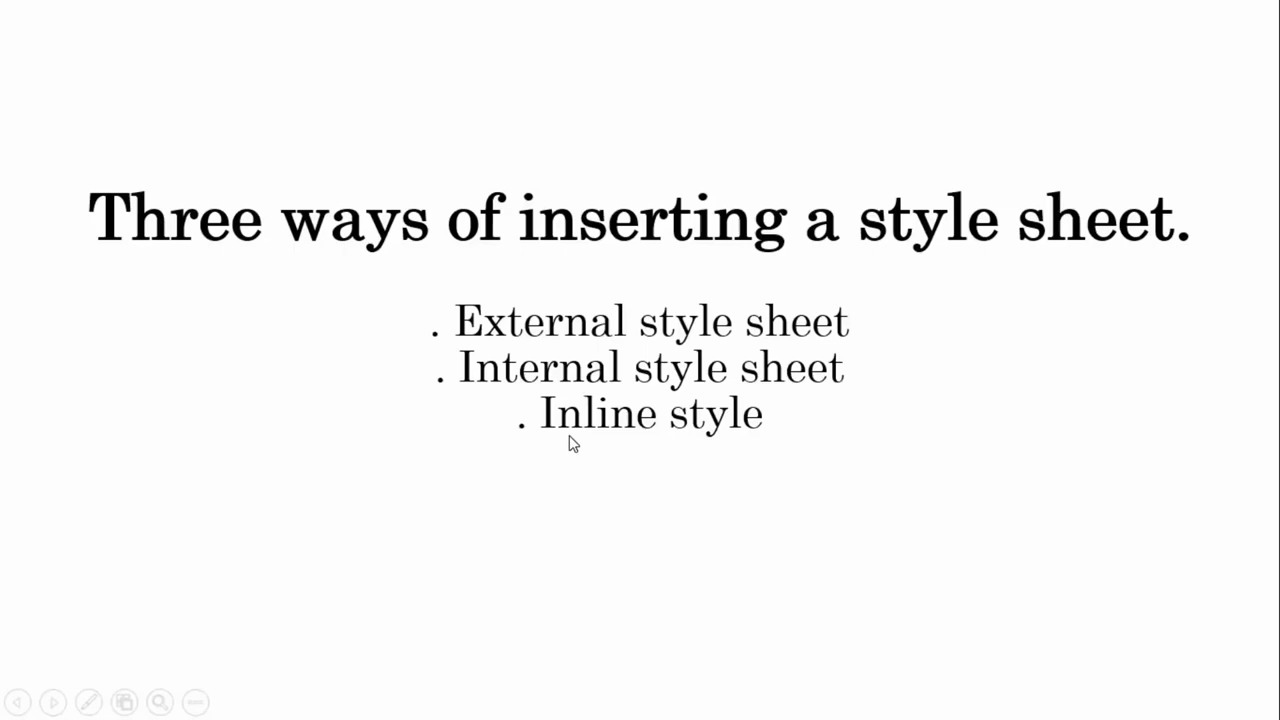 Three ways of inserting a style sheet.
. External style sheet
. Internal style sheet
. Inline style